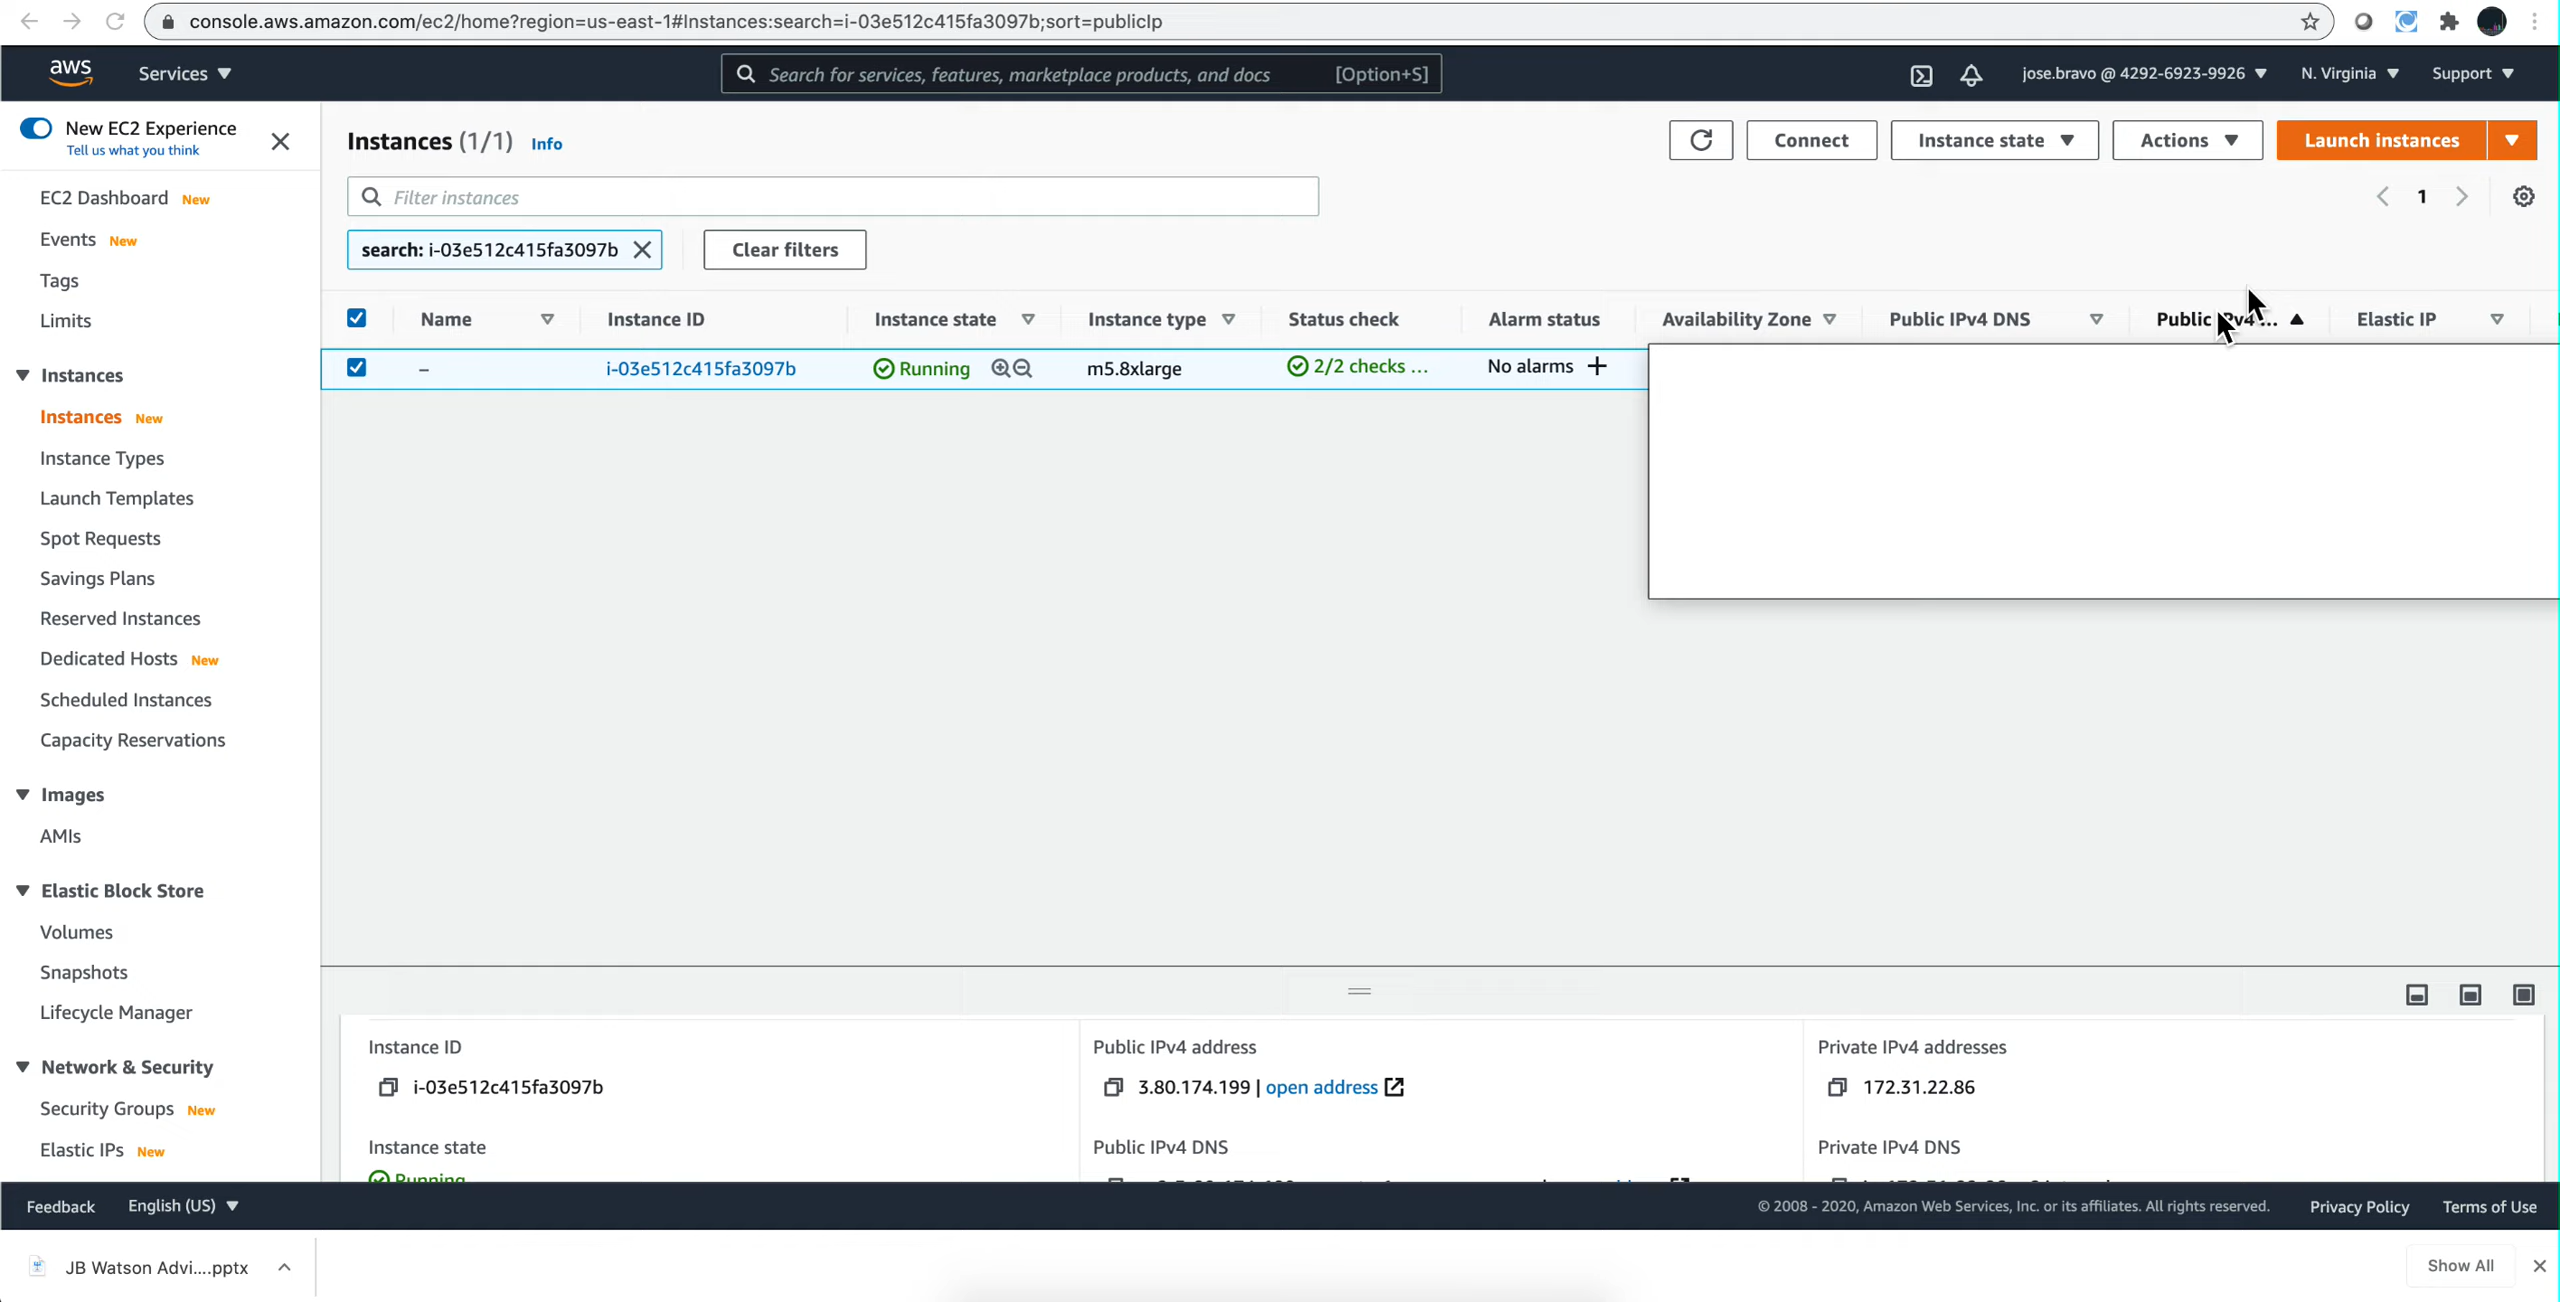 console.aws.amazon.com/ec2/home?region=us-east-1#Instances:search=i-03e512c415fa3097b;sort=publicIp
aws
Services
Search for services, features, marketplace products, and docs [Option+S]
jose.bravo @ 4292-6923-9926
N. Virginia
Support
New EC2 Experience
Tell us what you think
EC2 Dashboard New
Events New
Tags
Limits
Instances
Instances New
Instance Types
Launch Templates
Spot Requests
Savings Plans
Reserved Instances
Dedicated Hosts New
Scheduled Instances
Capacity Reservations
Images
AMIs
Elastic Block Store
Volumes
Snapshots
Lifecycle Manager
Network & Security
Security Groups New
Elastic IPs New
Instances (1/1) Info
Connect
Instance state
Actions
Launch instances
Filter instances
1
search: i-03e512c415fa3097b
Clear filters
Name Instance ID Instance state Instance type Status check Alarm status Availability Zone Public IPv4 DNS Public IPv4 ... Elastic IP
– i-03e512c415fa3097b Running m5.8xlarge 2/2 checks ... No alarms
Instance ID
i-03e512c415fa3097b
Instance state
Running
Public IPv4 address
3.80.174.199 | open address
Public IPv4 DNS
Private IPv4 addresses
172.31.22.86
Private IPv4 DNS
Feedback
English (US)
© 2008 - 2020, Amazon Web Services, Inc. or its affiliates. All rights reserved.
Privacy Policy
Terms of Use
JB Watson Advi....pptx
Show All